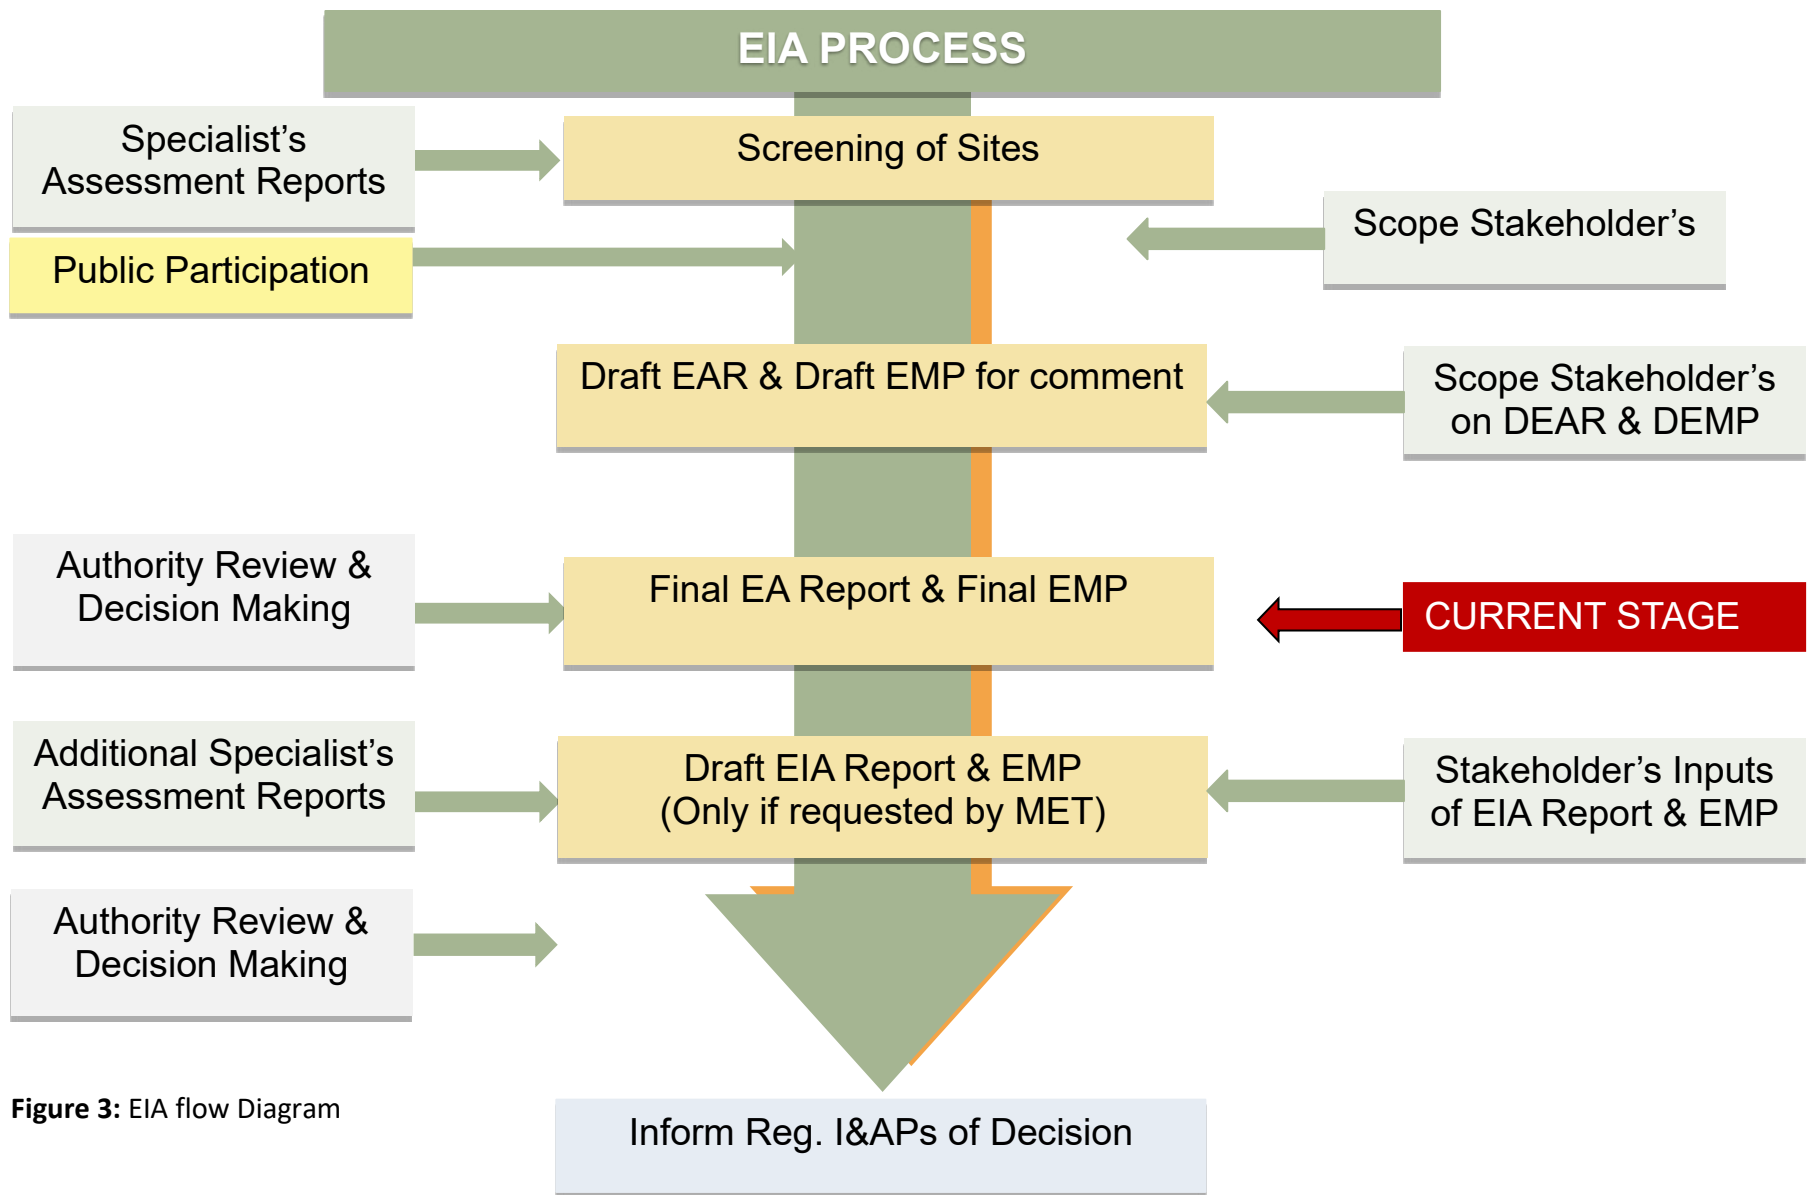 EIA PROCESS
Specialist’s
Assessment Reports
Screening of Sites
Scope Stakeholder’s
Public Participation
Draft EAR & Draft EMP for comment
Scope Stakeholder’s
on DEAR & DEMP
Authority Review &
Decision Making
Final EA Report & Final EMP
CURRENT STAGE
Additional Specialist’s
Assessment Reports
Draft EIA Report & EMP
(Only if requested by MET)
Stakeholder’s Inputs
of EIA Report & EMP
Authority Review &
Decision Making
Figure 3: EIA flow Diagram
Inform Reg. I&APs of Decision